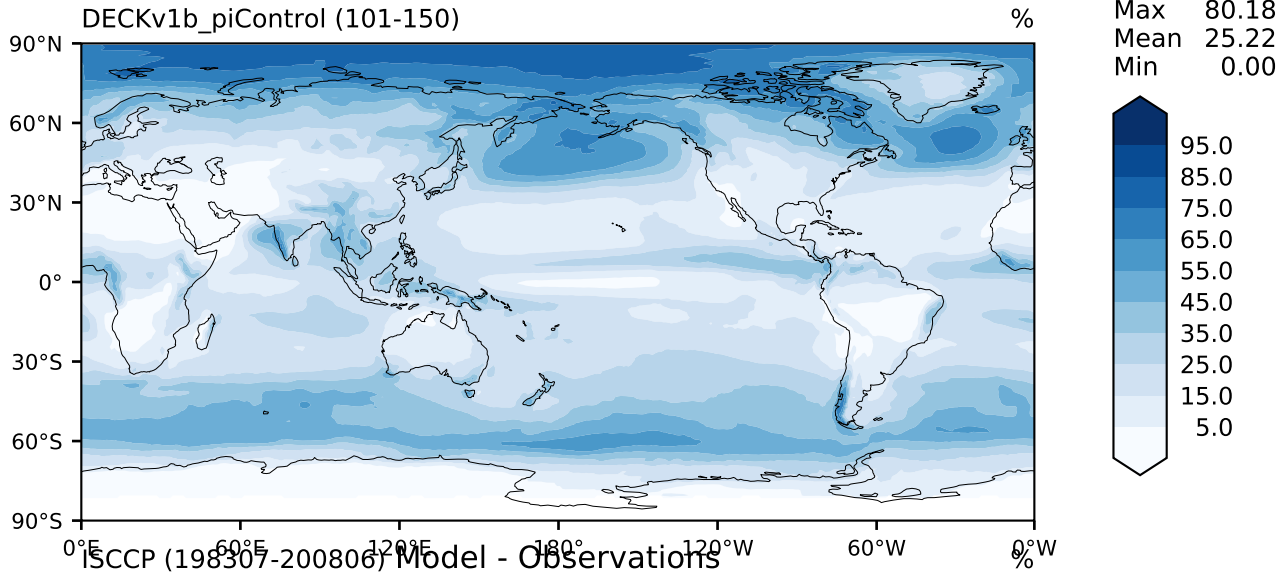 DECKv1b_piControl (101-150) %
Max 80.18
Mean 25.22
Min 0.00
90°N
60°N
30°N
0°
30°S
60°S
90°S
0°E 60°E 120°E 180° 120°W 60°W 0°W
95.0
85.0
75.0
65.0
55.0
45.0
35.0
25.0
15.0
5.0
ISCCP (198307-200806) Model - Observations %